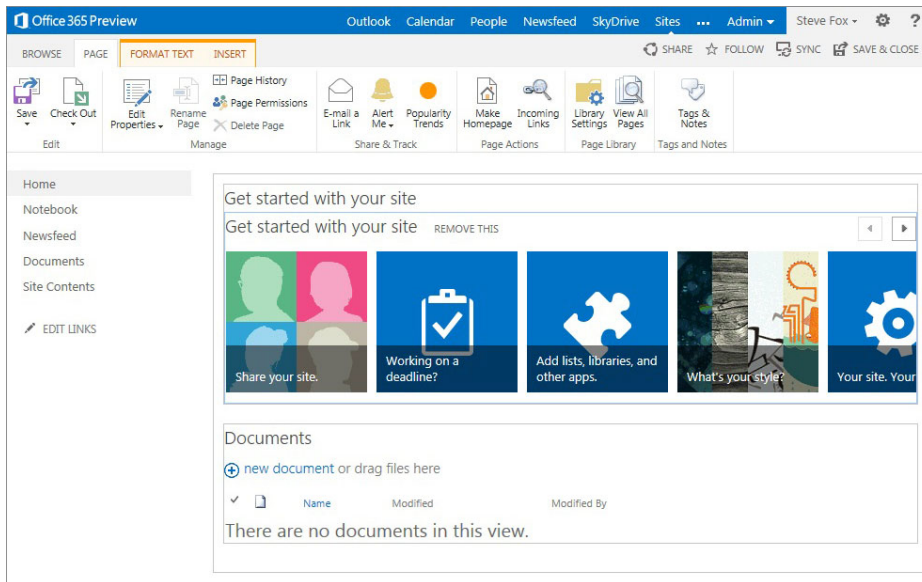 Office 365 Preview Outlook Calendar People Newsfeed SkyDrive Sites ... Admin Steve Fox ?
BROWSE PAGE FORMAT TEXT INSERT SHARE FOLLOW SYNC SAVE & CLOSE
Save
Check Out
Edit
Edit
Properties
Rename
Page
Page History
Page Permissions
Delete Page
Manage
E-mail a
Link
Alert
Me
Popularity
Trends
Share & Track
Make
Homepage
Incoming
Links
Page Actions
Library
Settings
View All
Pages
Page Library
Tags &
Notes
Tags and Notes
Home
Notebook
Newsfeed
Documents
Site Contents
EDIT LINKS
Get started with your site
Get started with your site REMOVE THIS
Share your site.
Working on a
deadline?
Add lists, libraries, and
other apps.
What's your style?
Your site. Your
Documents
new document or drag files here
Name Modified Modified By
There are no documents in this view.